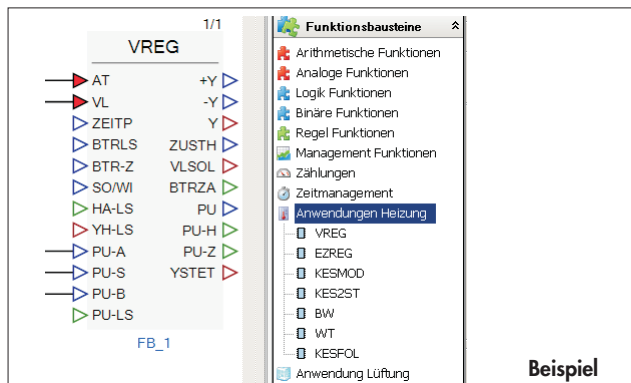 1/1
VREG
AT +Y
VL -Y
ZEITP Y
BTRLS ZUSTH
BTR-Z VLSOL
SO/WI BTRZA
HA-LS PU
YH-LS PU-H
PU-A PU-Z
PU-S YSTET
PU-B
PU-LS
FB_1
Funktionsbausteine
Arithmetische Funktionen
Analoge Funktionen
Logik Funktionen
Binäre Funktionen
Regel Funktionen
Management Funktionen
Zählungen
Zeitmanagement
Anwendungen Heizung
VREG
EZREG
KESMOD
KES2ST
BW
WT
KESFOL
Anwendung Lüftung
Beispiel